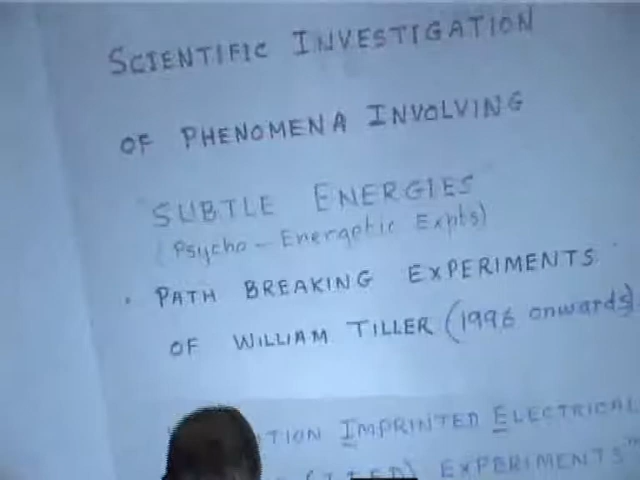 SCIENTIFIC INVESTIGATION
OF PHENOMENA INVOLVING
SUBTLE ENERGIES
(Psycho-Energetic Expts)
• PATH BREAKING EXPERIMENTS
OF WILLIAM TILLER (1996 onwards)
TION IMPRINTED ELECTRICAL
EXPERIMENTS"